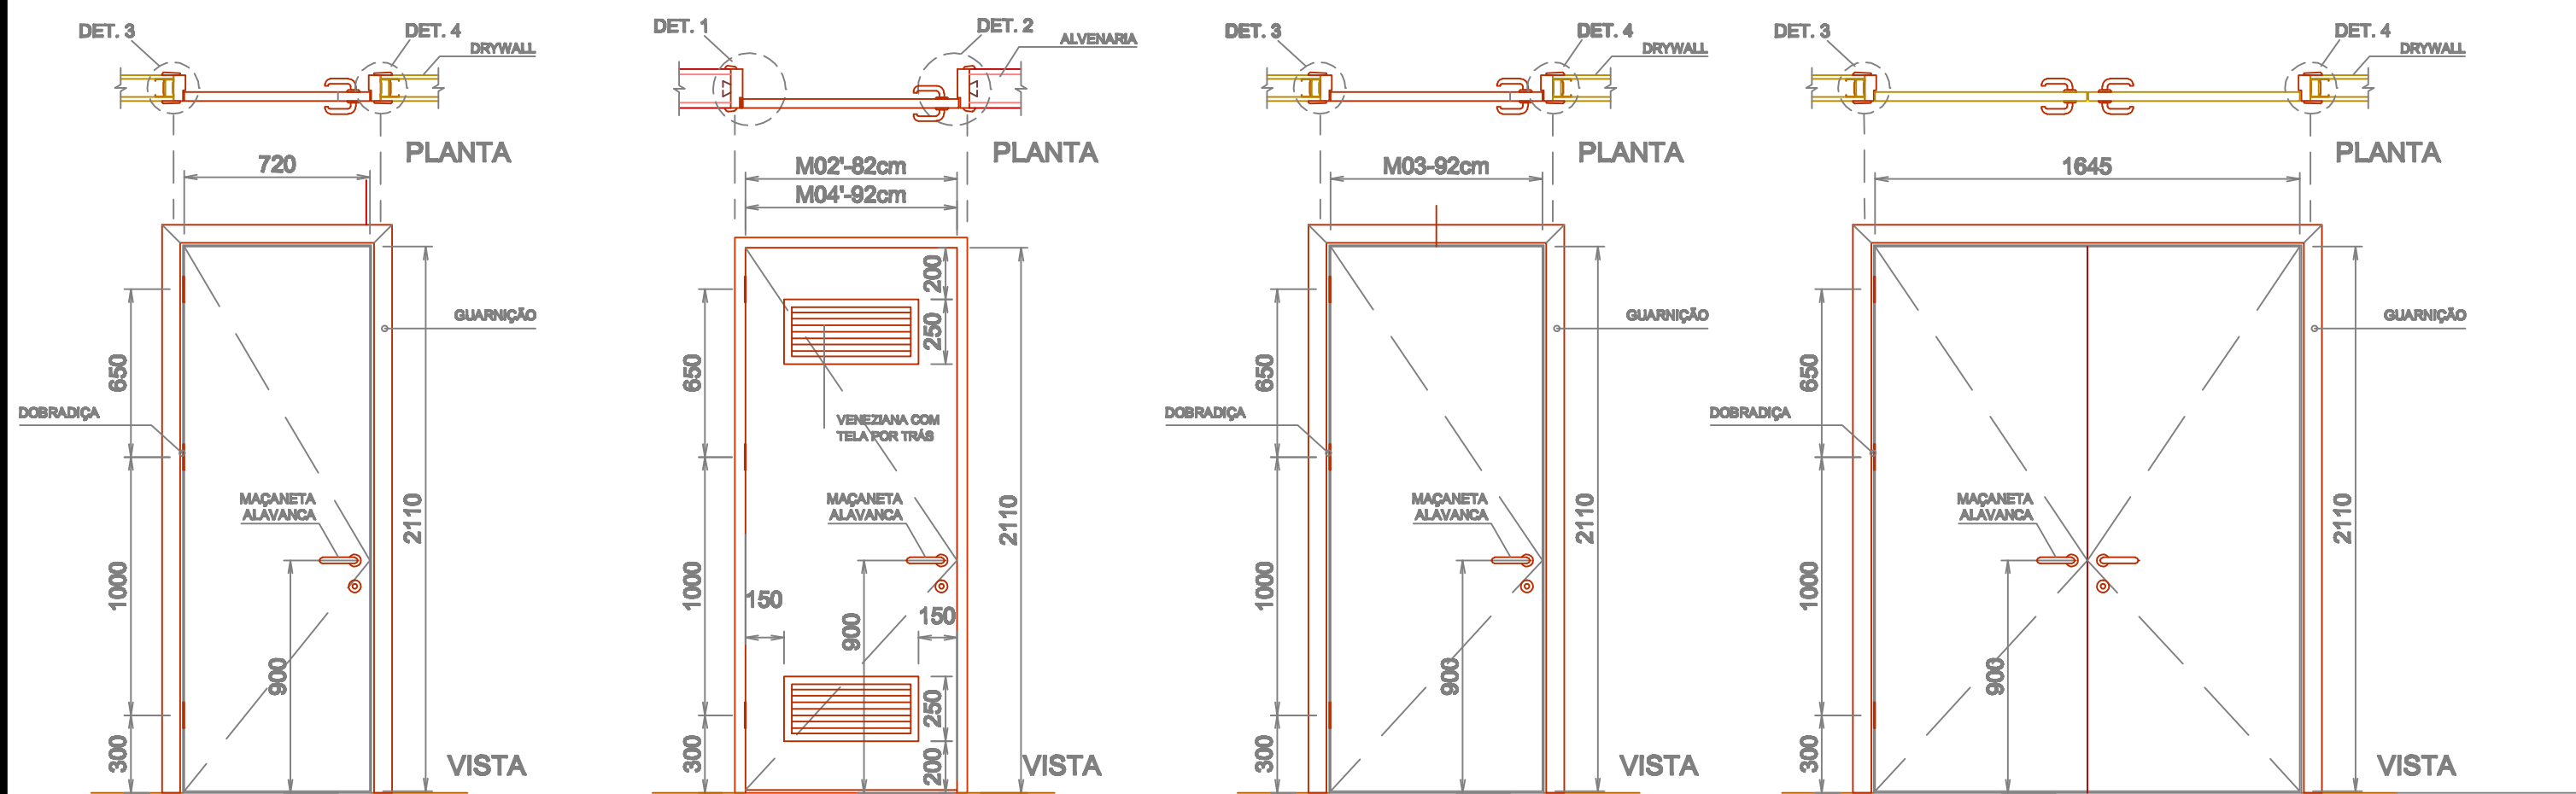 DET. 3
DET. 4
DRYWALL
PLANTA
720
GUARNIÇÃO
650
DOBRADIÇA
MAÇANETA
ALAVANCA
2110
1000
900
300
VISTA
DET. 1
DET. 2
ALVENARIA
PLANTA
M02'-82cm
M04'-92cm
200
250
650
VENEZIANA COM
TELA POR TRÁS
MAÇANETA
ALAVANCA
2110
1000
150
150
900
250
300
200
VISTA
DET. 3
DET. 4
DRYWALL
PLANTA
M03-92cm
GUARNIÇÃO
650
DOBRADIÇA
MAÇANETA
ALAVANCA
2110
1000
900
300
VISTA
DET. 3
DET. 4
DRYWALL
PLANTA
1645
GUARNIÇÃO
650
DOBRADIÇA
MAÇANETA
ALAVANCA
2110
1000
900
300
VISTA